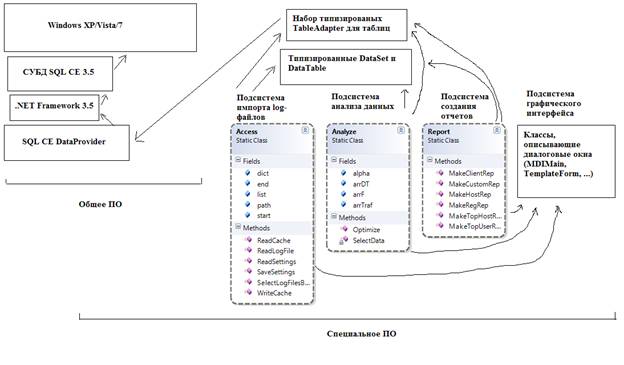 Windows XP/Vista/7
СУБД SQL CE 3.5
.NET Framework 3.5
SQL CE DataProvider
Общее ПО
Набор типизированых
TableAdapter для таблиц
Типизированные DataSet и
DataTable
Подсистема
импорта log-
файлов
Access
Static Class
Fields
dict
end
list
path
start
Methods
ReadCache
ReadLogFile
ReadSettings
SaveSettings
SelectLogFilesB...
WriteCache
Подсистема
анализа данных
Analyze
Static Class
Fields
alpha
arrDT
arrF
arrTraf
Methods
Optimize
SelectData
Подсистема
создания
отчетов
Report
Static Class
Methods
MakeClientRep
MakeCustomRep
MakeHostRep
MakeRegRep
MakeTopHostR...
MakeTopUserR...
Подсистема
графического
интерфейса
Классы,
описывающие
диалоговые окна
(MDIMain,
TemplateForm, ...)
Специальное ПО